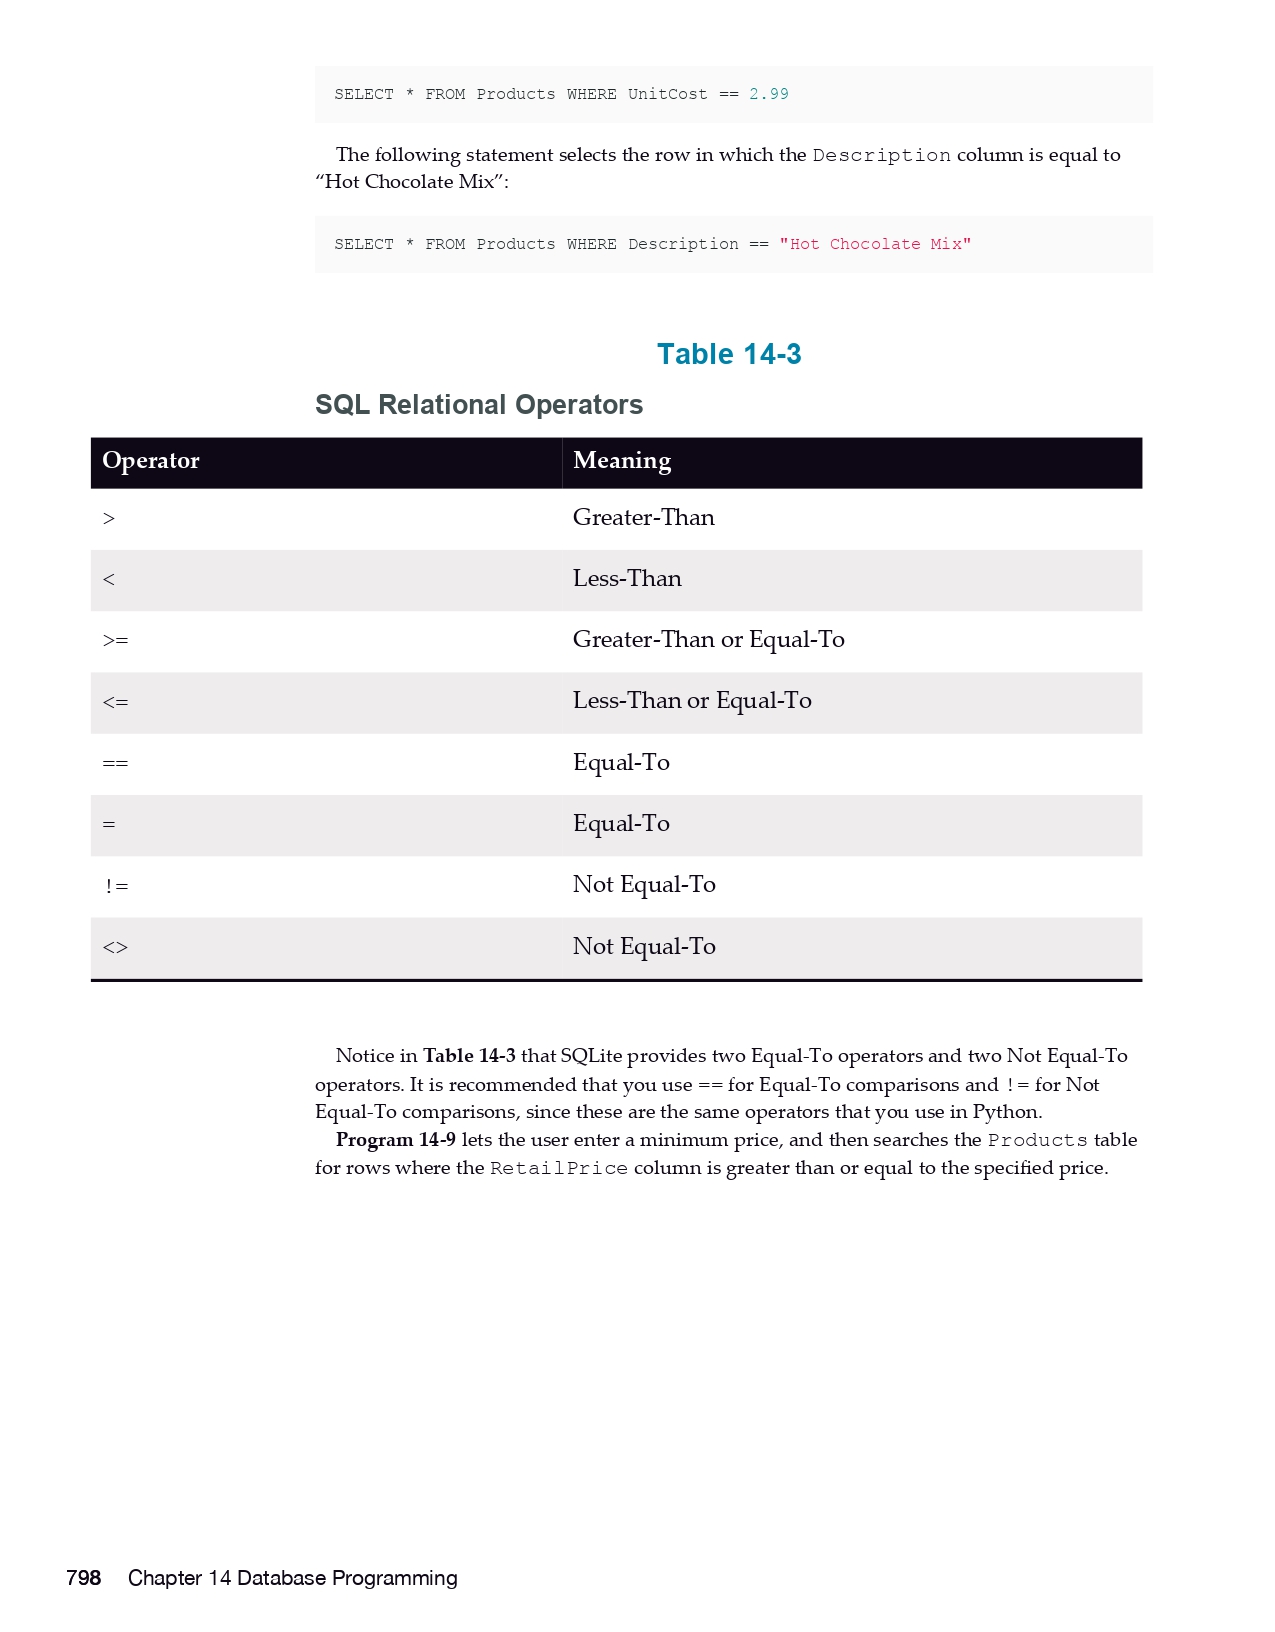 SELECT * FROM Products WHERE UnitCost == 2.99
The following statement selects the row in which the Description column is equal to
“Hot Chocolate Mix”:
SELECT * FROM Products WHERE Description == "Hot Chocolate Mix"
Table 14-3
SQL Relational Operators
Operator Meaning
> Greater-Than
< Less-Than
>= Greater-Than or Equal-To
<= Less-Than or Equal-To
== Equal-To
= Equal-To
!= Not Equal-To
<> Not Equal-To
Notice in Table 14-3 that SQLite provides two Equal-To operators and two Not Equal-To
operators. It is recommended that you use == for Equal-To comparisons and != for Not
Equal-To comparisons, since these are the same operators that you use in Python.
Program 14-9 lets the user enter a minimum price, and then searches the Products table
for rows where the RetailPrice column is greater than or equal to the specified price.
798 Chapter 14 Database Programming